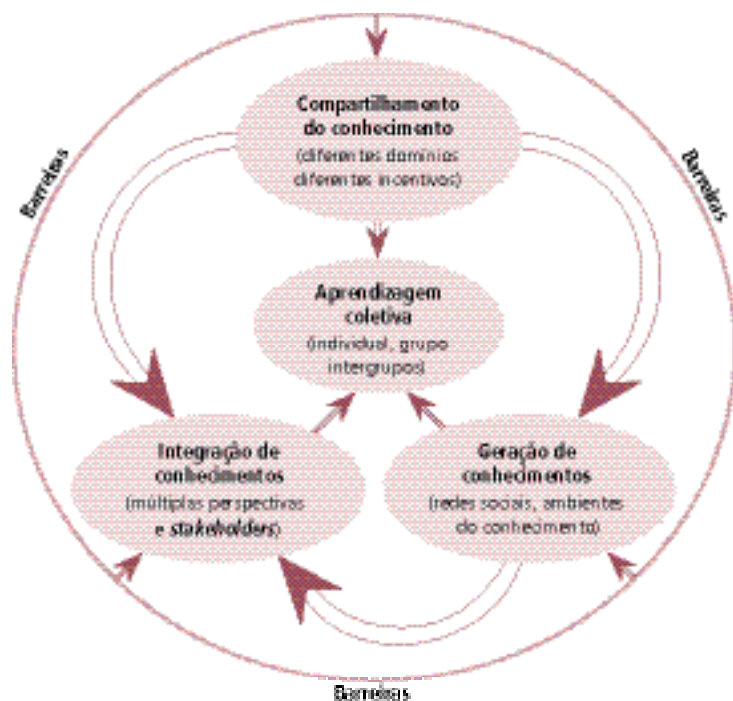 Compartilhamento
do conhecimento
(diferentes domínios
diferentes incentivos)
Barreiras
Barreiras
Aprendizagem
coletiva
(individual, grupo
intergrupos)
Integração de
conhecimentos
(múltiplas perspectivas
e stakeholders)
Geração de
conhecimentos
(redes sociais, ambientes
do conhecimento)
Barreiras